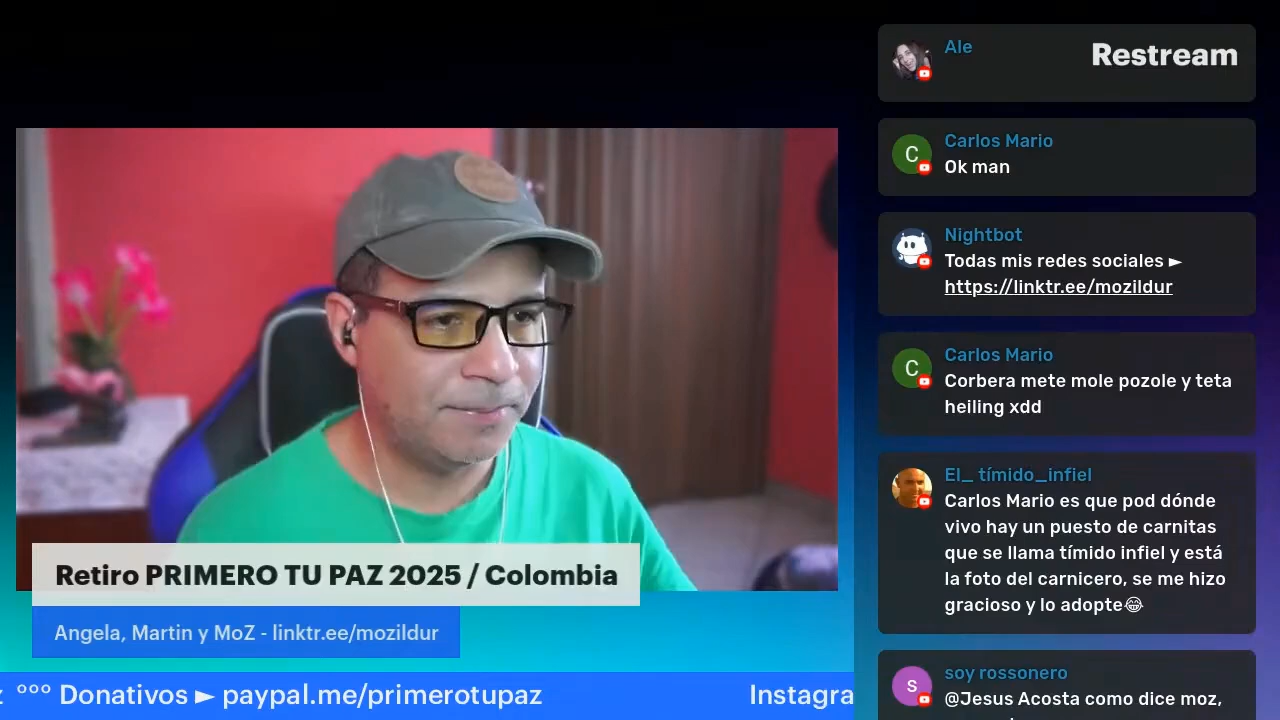 Ale
Restream
C
Carlos Mario
Ok man
Nightbot
Todas mis redes sociales ►
https://linktr.ee/mozildur
C
Carlos Mario
Corbera mete mole pozole y teta
heiling xdd
El_ tímido_infiel
Carlos Mario es que pod dónde
vivo hay un puesto de carnitas
que se llama tímido infiel y está
la foto del carnicero, se me hizo
gracioso y lo adopte😂
s
soy rossonero
@Jesus Acosta como dice moz,
Retiro PRIMERO TU PAZ 2025 / Colombia
Angela, Martin y MoZ - linktr.ee/mozildur
°°° Donativos ► paypal.me/primerotupaz Instagra